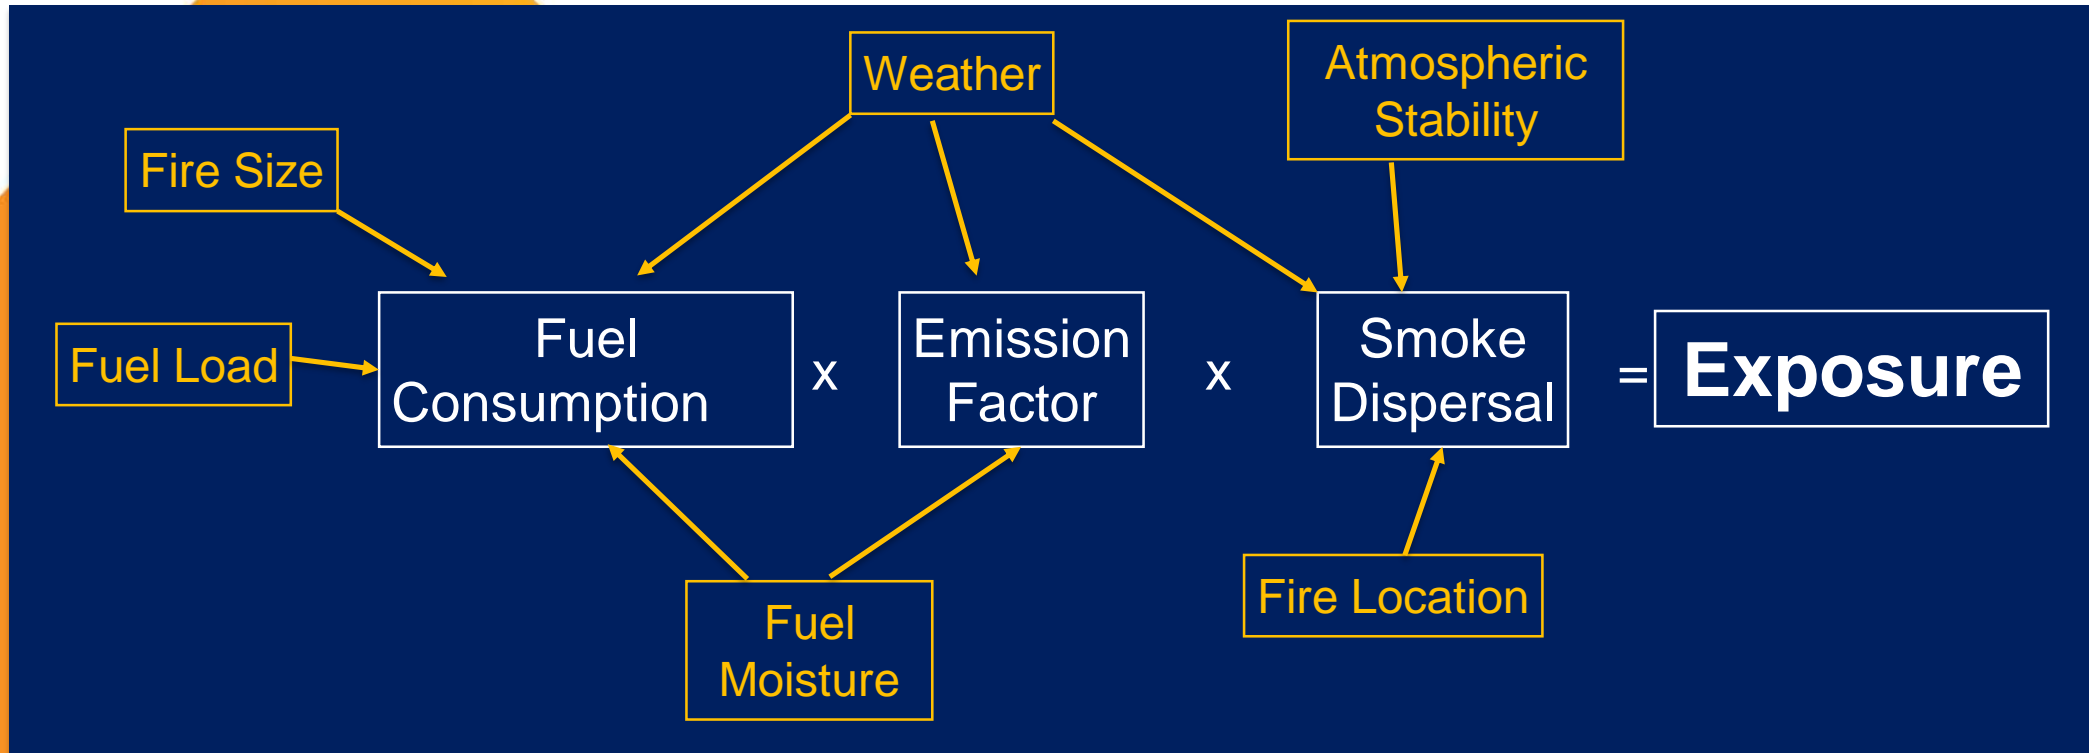 Weather
Atmospheric
Stability
Fire Size
Fuel Load
Fuel
Consumption
x
Emission
Factor
x
Smoke
Dispersal
=
Exposure
Fuel
Moisture
Fire Location